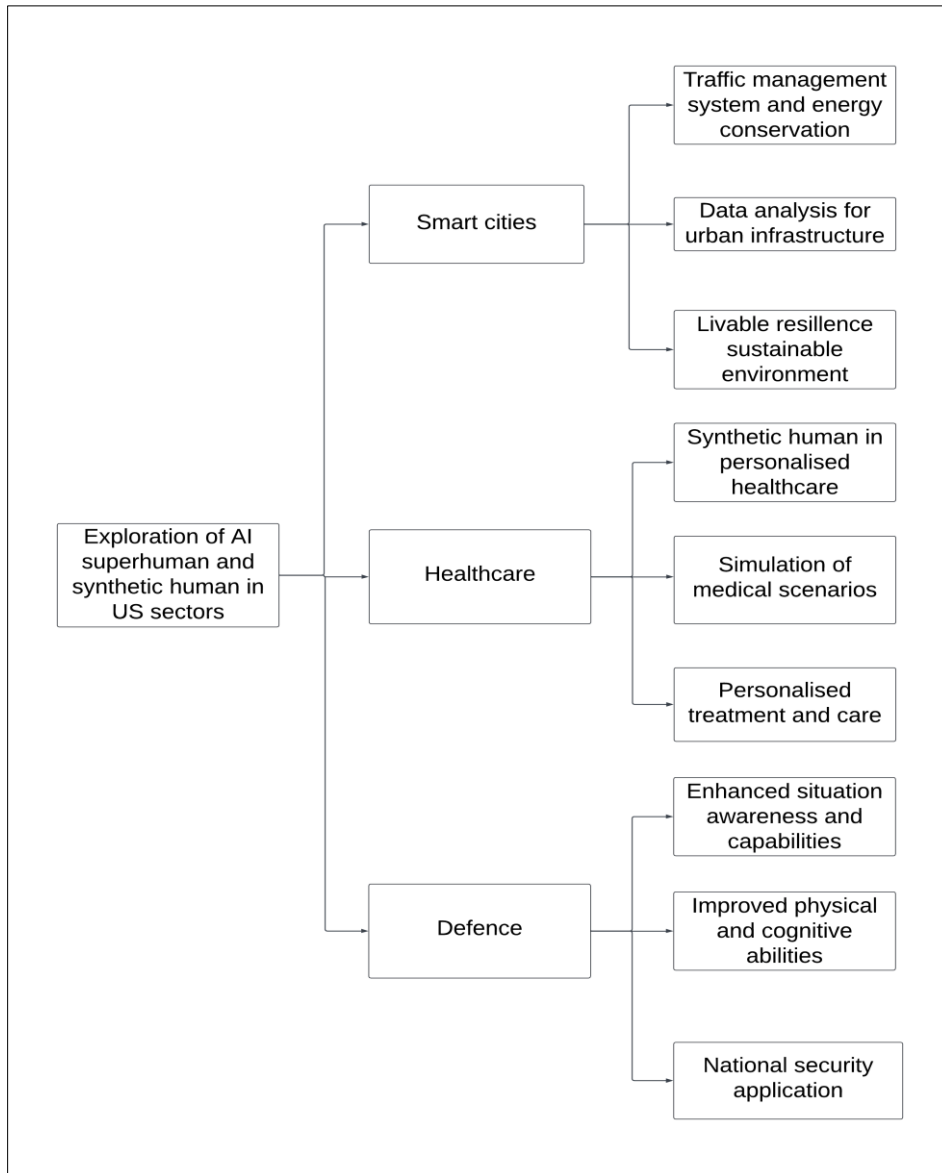 Traffic management
system and energy
conservation
Smart cities
Data analysis for
urban infrastructure
Livable resillence
sustainable
environment
Synthetic human in
personalised
healthcare
Exploration of AI
superhuman and
synthetic human in
US sectors
Healthcare
Simulation of
medical scenarios
Personalised
treatment and care
Enhanced situation
awareness and
capabilities
Defence
Improved physical
and cognitive
abilities
National security
application